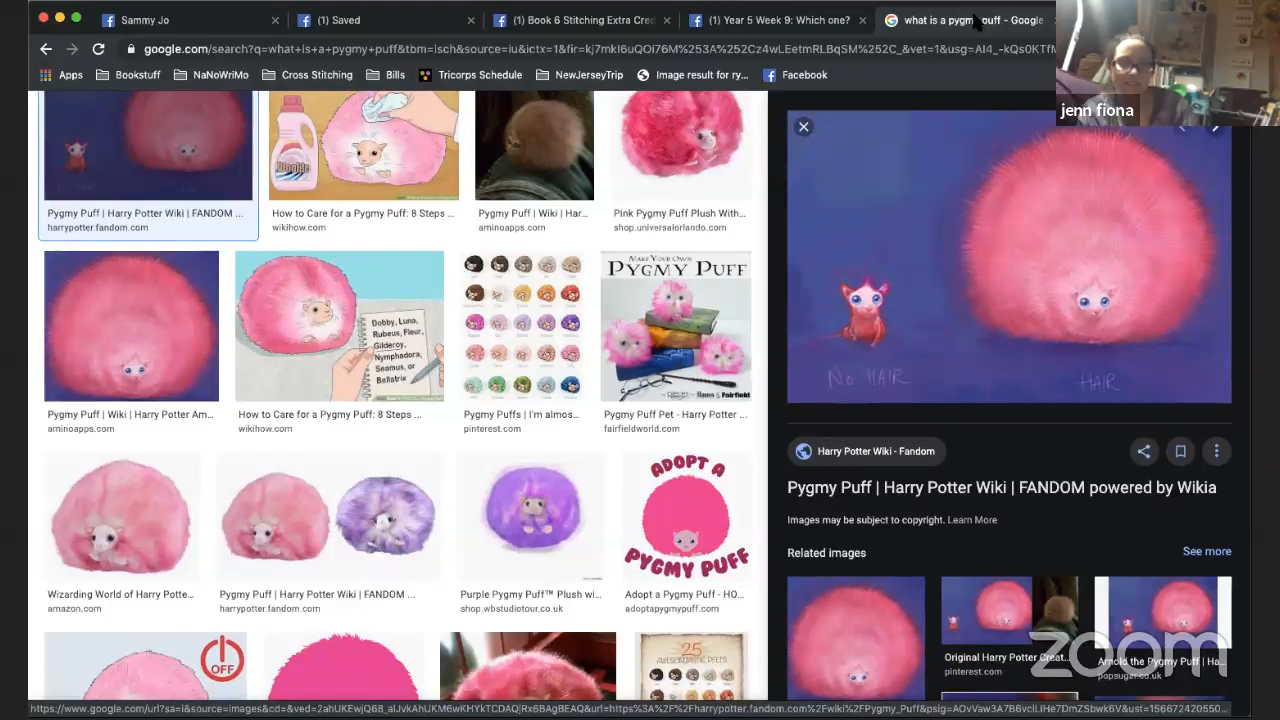 Sammy Jo
(1) Saved
(1) Book 6 Stitching Extra Cre
(1) Year 5 Week 9: Which one?
what is a pygmy puff - Google
google.com/search?q=what+is+a+pygmy+puff&tbm=isch&source=iu&ictx=1&fir=
Apps
Bookstuff
NaNoWriMo
Cross Stitching
Bills
Tricorps Schedule
NewJerseyTrip
Image result for ry...
Facebook
jenn fiona
Woolite
Pygmy Puff | Harry Potter Wiki | FANDOM ...
harrypotter.fandom.com
How to Care for a Pygmy Puff: 8 Steps ...
wikihow.com
Pygmy Puff | Wiki | Har...
aminoapps.com
Pink Pygmy Puff Plush With...
shop.universalorlando.com
Dobby, Luna,
Rubeus, Fleur,
Gilderoy,
Nymphadora,
Seamus, or
Bellatrix
MAKE YOUR OWN
PYGMY PUFF
Fairfield
Pygmy Puff | Wiki | Harry Potter Am...
aminoapps.com
How to Care for a Pygmy Puff: 8 Steps ...
wikihow.com
Pygmy Puffs | I'm almos...
pinterest.com
Pygmy Puff Pet - Harry Potter ...
fairfieldworld.com
ADOPT A
PYGMY PUFF
Wizarding World of Harry Potte...
amazon.com
Pygmy Puff | Harry Potter Wiki | FANDOM ...
harrypotter.fandom.com
Purple Pygmy Puff™ Plush wi...
shop.wbstudiotour.co.uk
Adopt a Pygmy Puff - HO...
adoptapygmypuff.com
OFF
25
NO HAIR
HAIR
Harry Potter Wiki - Fandom
Pygmy Puff | Harry Potter Wiki | FANDOM powered by Wikia
Images may be subject to copyright. Learn More
Related images
See more
Original Harry Potter Creat...
pinterest.com
Arnold the Pygmy Puff | Ha...
popsugar.co.uk
zoom